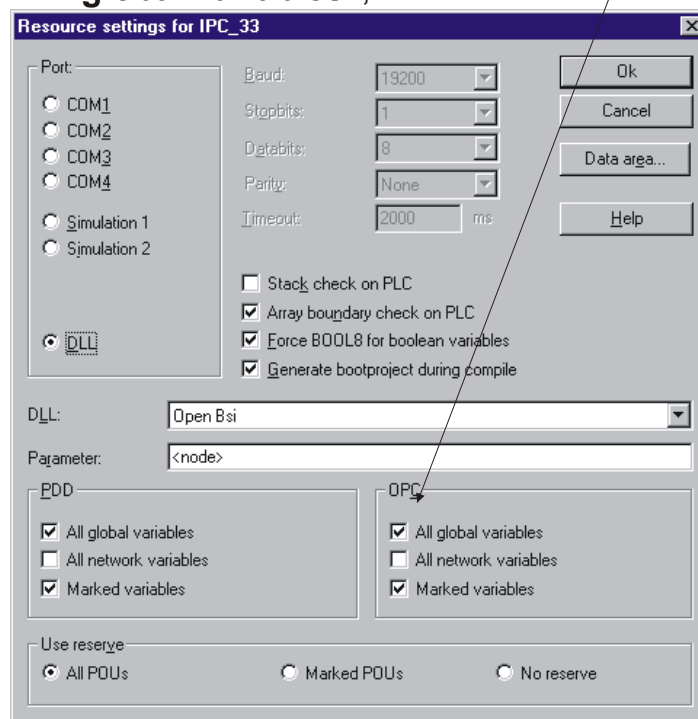 Resource settings for IPC_33
Port:
COM1
COM2
COM3
COM4
Simulation 1
Simulation 2
DLL
Baud: 19200
Stopbits: 1
Databits: 8
Parity: None
Timeout: 2000 ms
Ok
Cancel
Data area...
Help
Stack check on PLC
Array boundary check on PLC
Force BOOL8 for boolean variables
Generate bootproject during compile
DLL: Open Bsi
Parameter: <node>
PDD
All global variables
All network variables
Marked variables
OPC
All global variables
All network variables
Marked variables
Use reserve
All POUs Marked POUs No reserve